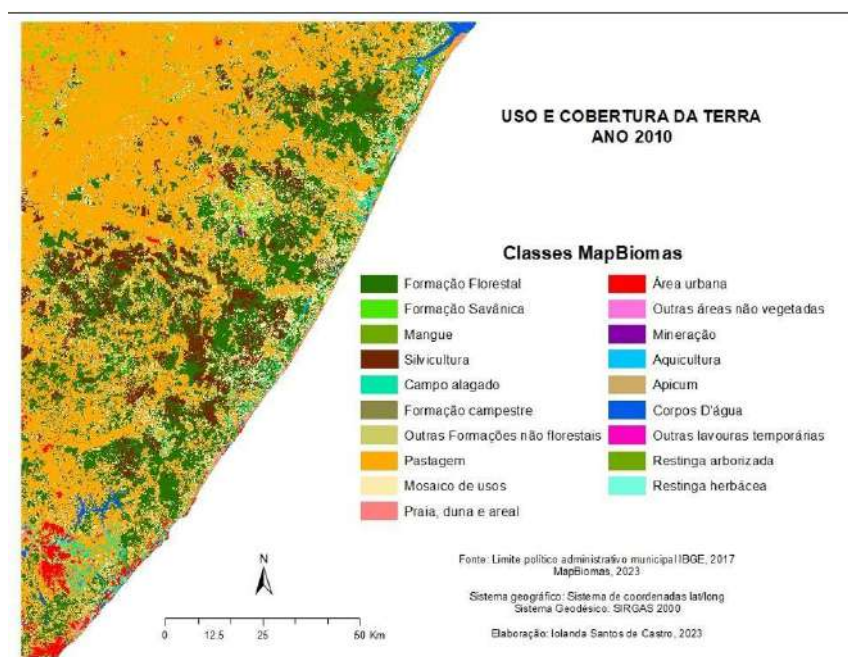 USO E COBERTURA DA TERRA
ANO 2010
Classes MapBiomas
Formação Florestal
Formação Savânica
Mangue
Silvicultura
Campo alagado
Formação campestre
Outras Formações não florestais
Pastagem
Mosaico de usos
Praia, duna e areal
Área urbana
Outras áreas não vegetadas
Mineração
Aquicultura
Apicum
Corpos D'água
Outras lavouras temporárias
Restinga arborizada
Restinga herbácea
N
0 12.5 25 50 Km
Fonte: Limite político administrativo municipal IBGE, 2017
MapBiomas, 2023
Sistema geográfico: Sistema de coordenadas lat/long
Sistema Geodésico: SIRGAS 2000
Elaboração: Iolanda Santos de Castro, 2023